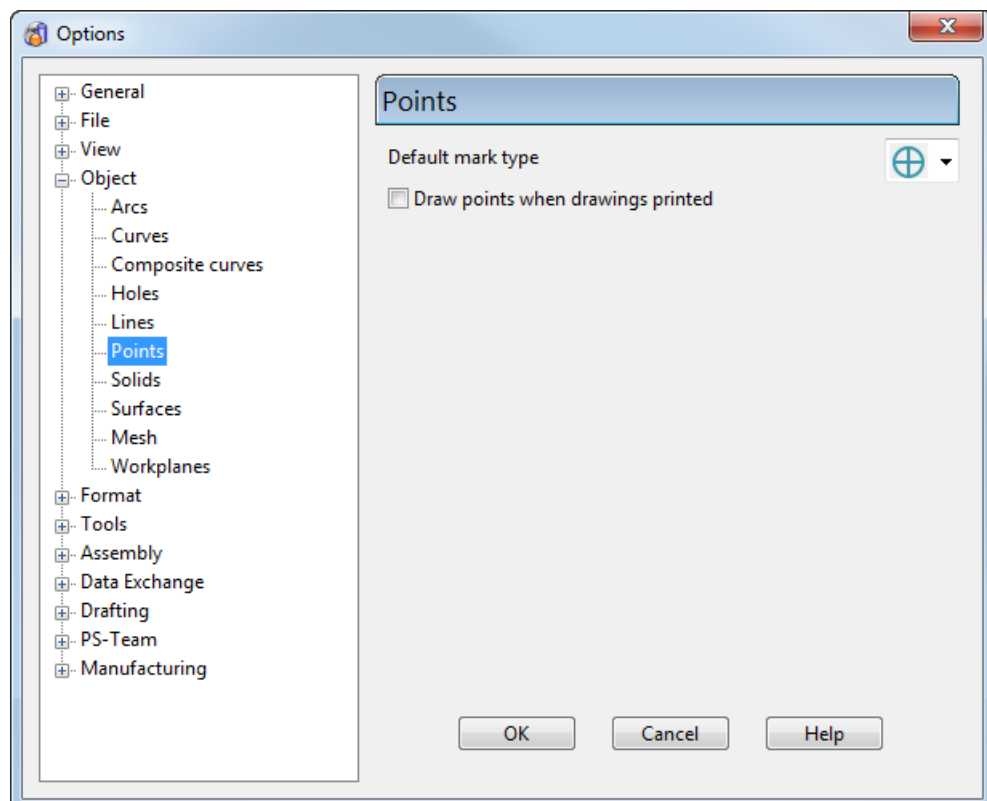 Options
General
File
View
Object
Arcs
Curves
Composite curves
Holes
Lines
Points
Solids
Surfaces
Mesh
Workplanes
Format
Tools
Assembly
Data Exchange
Drafting
PS-Team
Manufacturing
Points
Default mark type
Draw points when drawings printed
OK Cancel Help